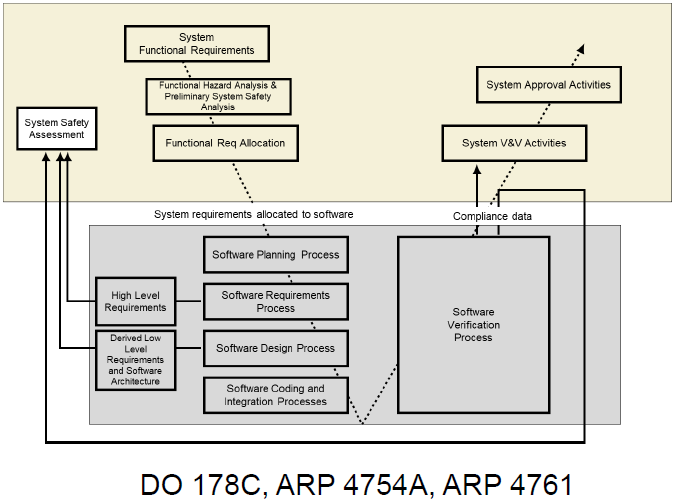 System
Functional Requirements
Functional Hazard Analysis &
Preliminary System Safety
Analysis
System Approval Activities
System Safety
Assessment
Functional Req Allocation
System V&V Activities
System requirements allocated to software
Compliance data
Software Planning Process
High Level
Requirements
Software Requirements
Process
Derived Low
Level
Requirements
and Software
Architecture
Software Design Process
Software Coding and
Integration Processes
Software
Verification
Process
DO 178C, ARP 4754A, ARP 4761